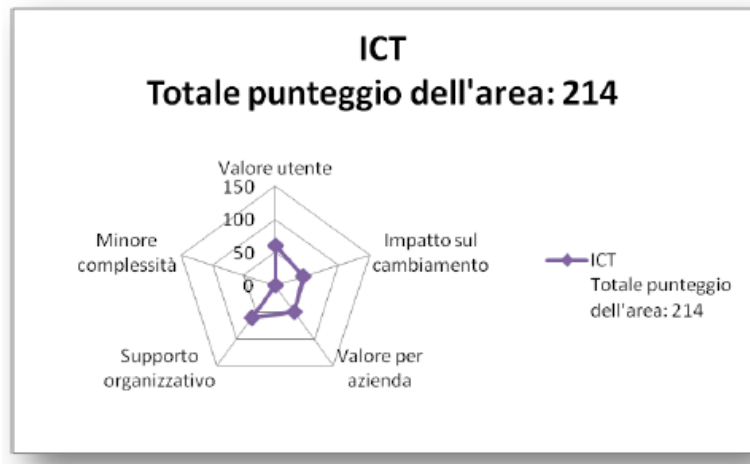 ICT
Totale punteggio dell'area: 214
Valore utente
150
100
50
0
Impatto sul
cambiamento
Valore per
azienda
Supporto
organizzativo
Minore
complessità
ICT
Totale punteggio
dell'area: 214